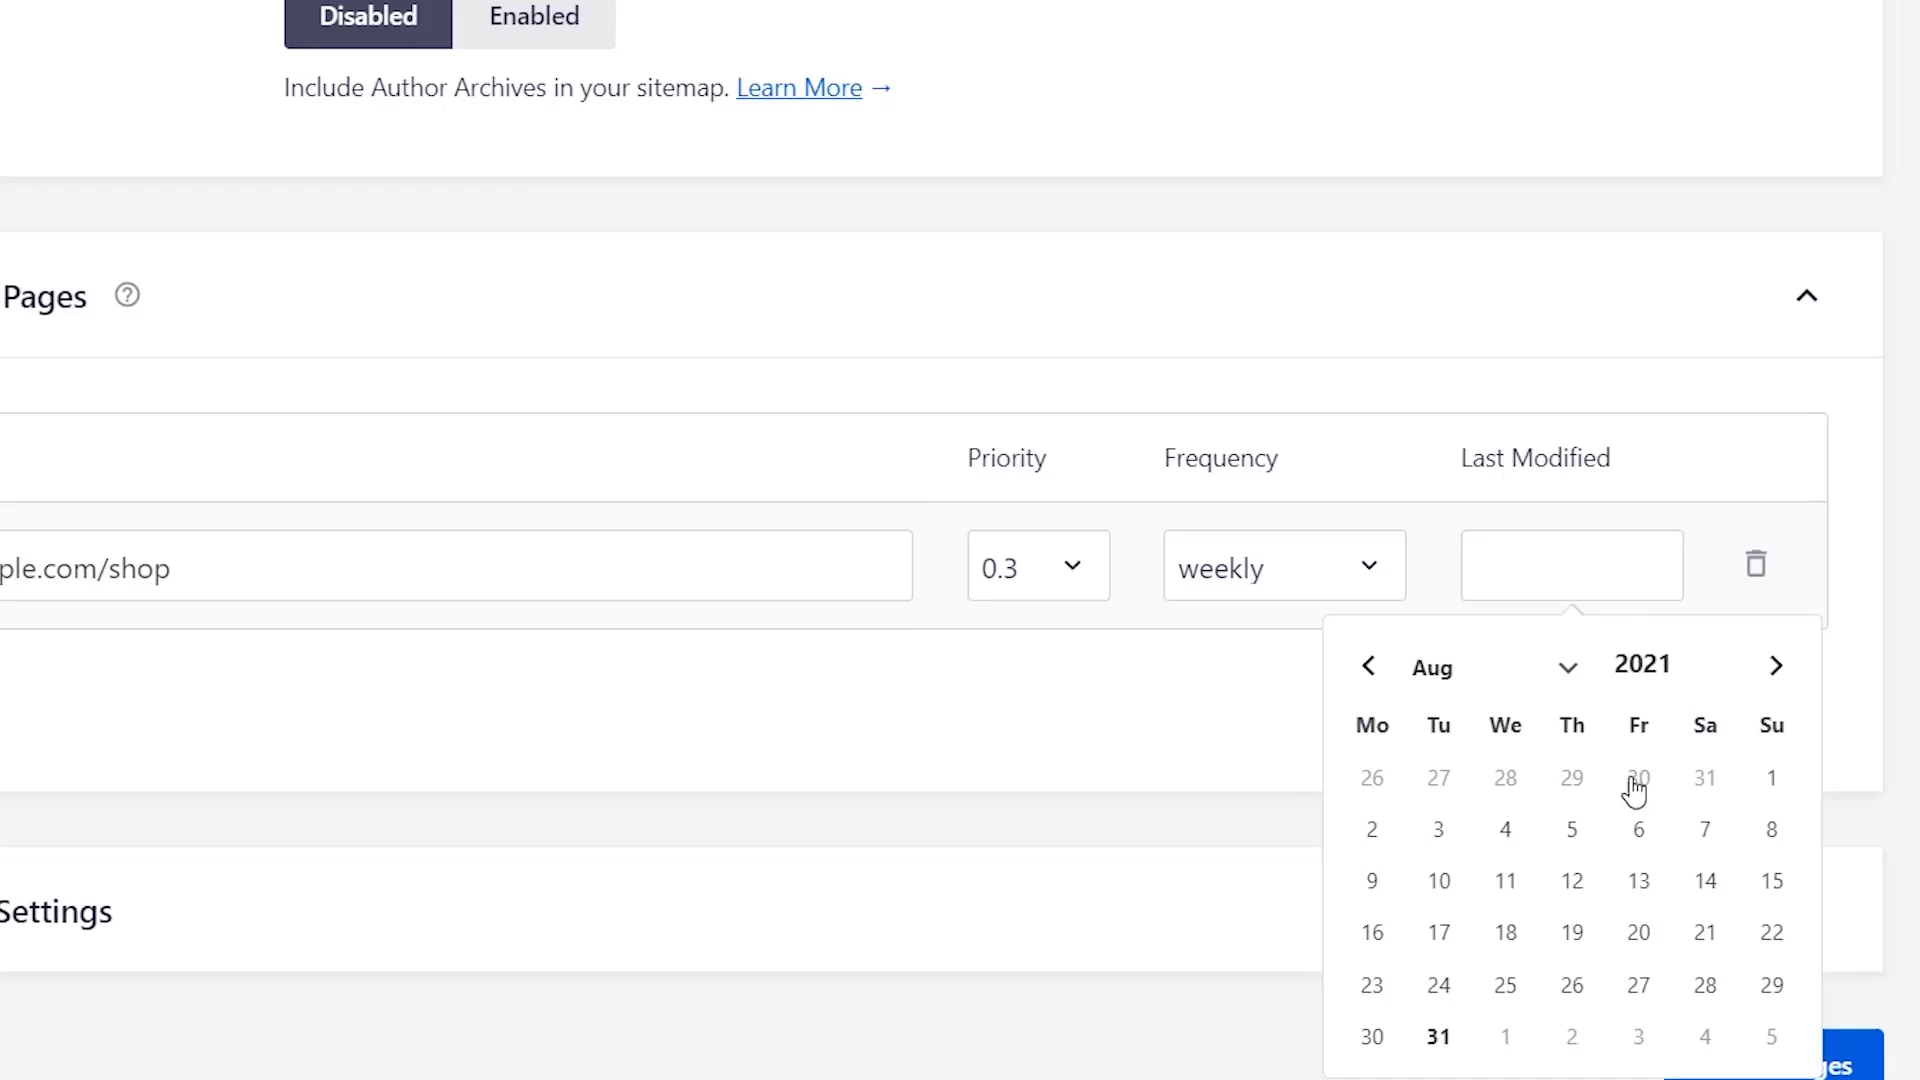 Disabled Enabled
Include Author Archives in your sitemap. Learn More →
Pages
Priority Frequency Last Modified
ple.com/shop 0.3 weekly
Aug 2021
Mo Tu We Th Fr Sa Su
26 27 28 29 30 31 1
2 3 4 5 6 7 8
9 10 11 12 13 14 15
16 17 18 19 20 21 22
23 24 25 26 27 28 29
30 31 1 2 3 4 5
Settings
ges